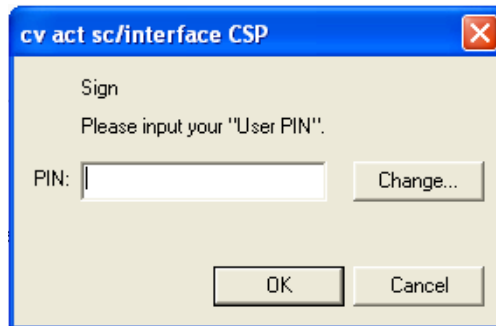 cv act sc/interface CSP
Sign
Please input your "User PIN".
PIN:
Change...
OK
Cancel